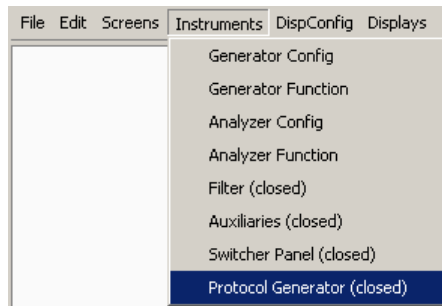 File Edit Screens Instruments DispConfig Displays
Generator Config
Generator Function
Analyzer Config
Analyzer Function
Filter (closed)
Auxiliaries (closed)
Switcher Panel (closed)
Protocol Generator (closed)